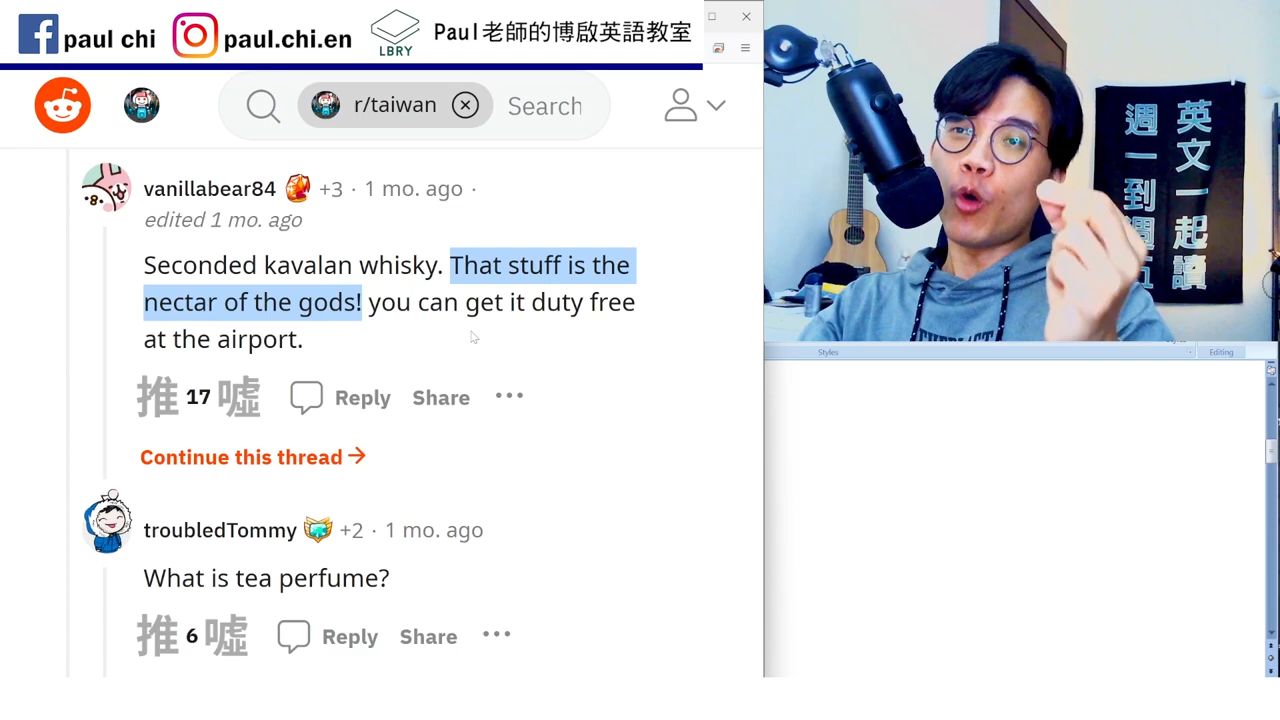 paul chi
paul.chi.en
LBRY
Paul老師的博啟英語教室
r/taiwan
Search
vanillabear84 +3 · 1 mo. ago ·
edited 1 mo. ago
Seconded kavalan whisky. That stuff is the
nectar of the gods! you can get it duty free
at the airport.
推 17 噓 Reply Share ···
Continue this thread →
troubledTommy +2 · 1 mo. ago
What is tea perfume?
推 6 噓 Reply Share ···
英文一起讀
週一到週五
Styles
Editing